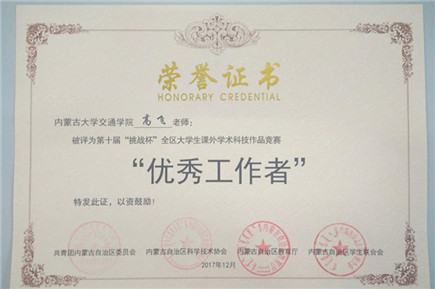 荣誉证书
HONORARY CREDENTIAL
内蒙古大学交通学院 高飞 老师:
被评为第十届“挑战杯”全区大学生课外学术科技作品竞赛
“优秀工作者”
特发此证，以资鼓励！
共青团内蒙古自治区委员会 内蒙古自治区科学技术协会 内蒙古自治区教育厅 内蒙古自治区学生联合会
2017年12月